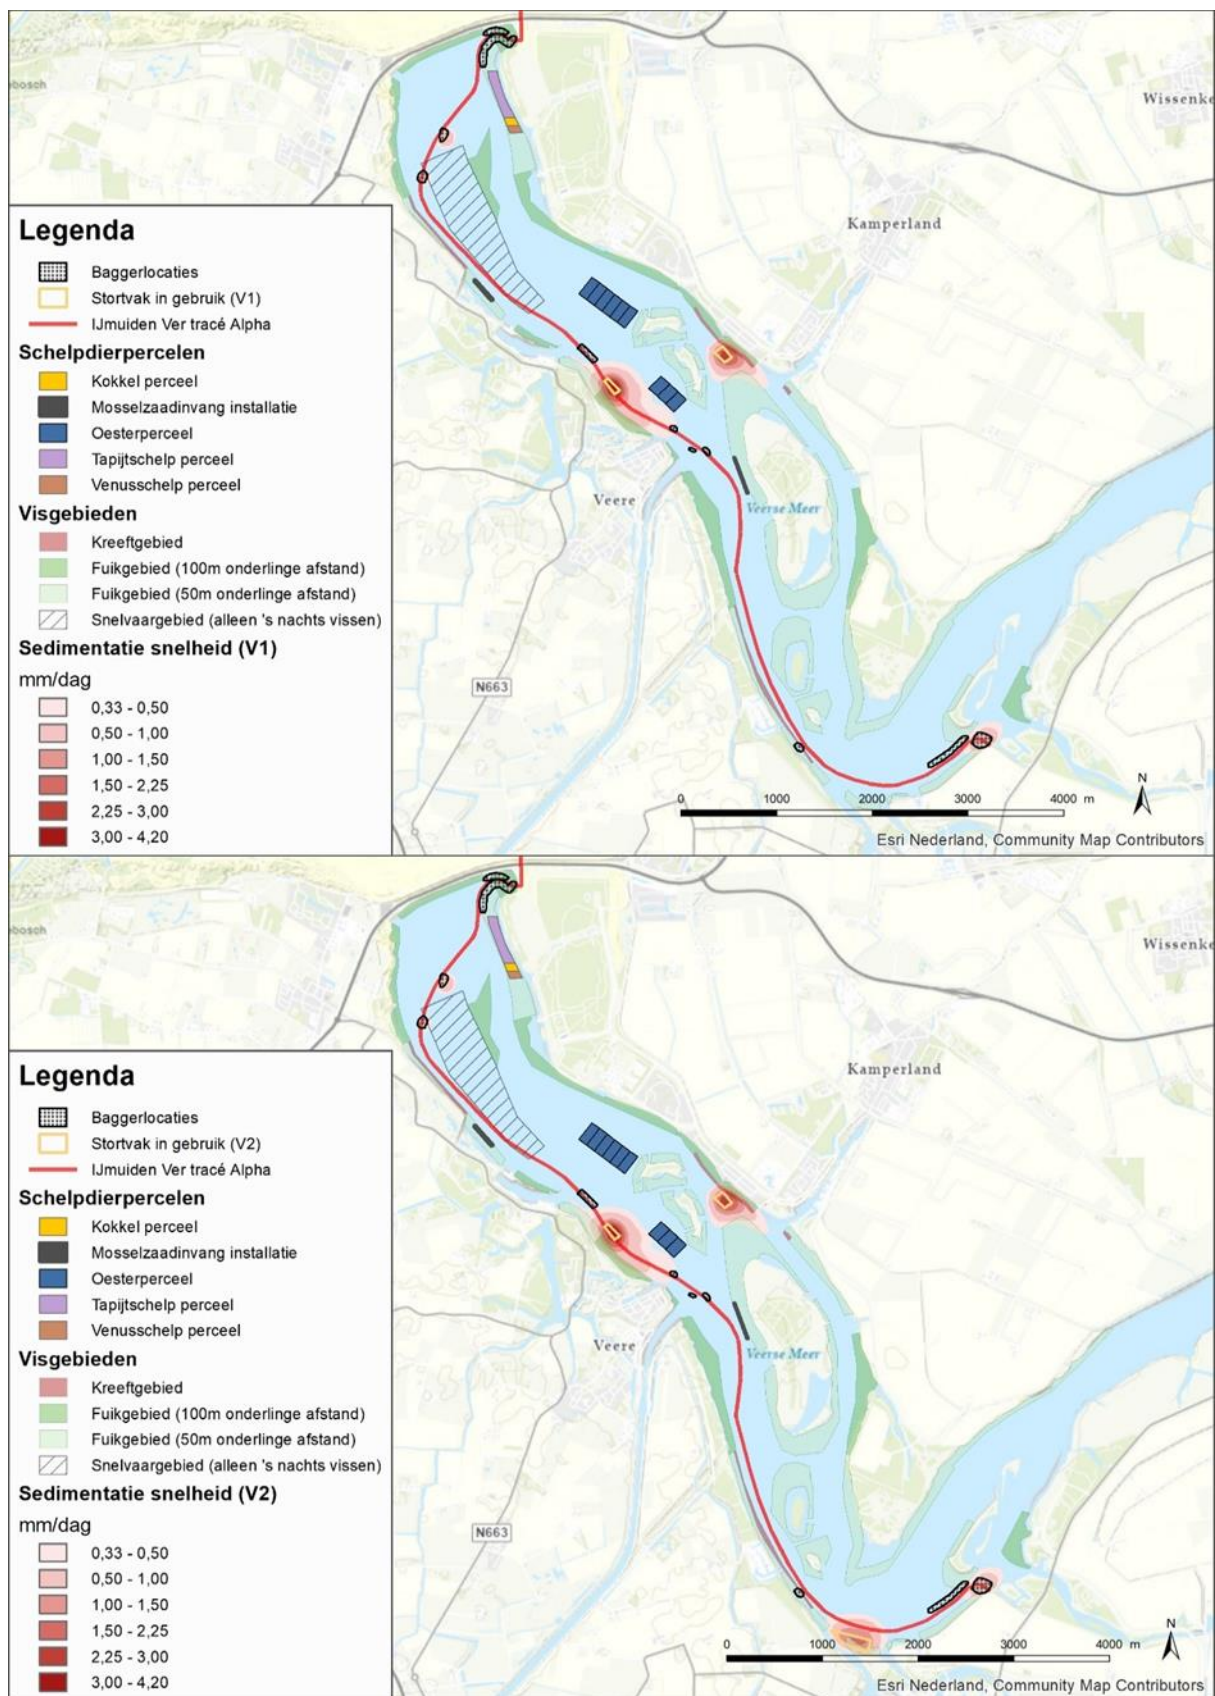 ebosch
Wissenke
Kamperland
Legenda
Baggerlocaties
Stortvak in gebruik (V1)
IJmuiden Ver tracé Alpha
Schelpdierpercelen
Kokkel perceel
Mosselzaadinvang installatie
Oesterperceel
Tapijtschelp perceel
Venusschelp perceel
Visgebieden
Kreeftgebied
Fuikgebied (100m onderlinge afstand)
Fuikgebied (50m onderlinge afstand)
Snelvaargebied (alleen 's nachts vissen)
Sedimentatie snelheid (V1)
mm/dag
0,33 - 0,50
0,50 - 1,00
1,00 - 1,50
1,50 - 2,25
2,25 - 3,00
3,00 - 4,20
Veere
Veerse Meer
N663
N
0 1000 2000 3000 4000 m
Esri Nederland, Community Map Contributors
ebosch
Wissenke
Kamperland
Legenda
Baggerlocaties
Stortvak in gebruik (V2)
IJmuiden Ver tracé Alpha
Schelpdierpercelen
Kokkel perceel
Mosselzaadinvang installatie
Oesterperceel
Tapijtschelp perceel
Venusschelp perceel
Visgebieden
Kreeftgebied
Fuikgebied (100m onderlinge afstand)
Fuikgebied (50m onderlinge afstand)
Snelvaargebied (alleen 's nachts vissen)
Sedimentatie snelheid (V2)
mm/dag
0,33 - 0,50
0,50 - 1,00
1,00 - 1,50
1,50 - 2,25
2,25 - 3,00
3,00 - 4,20
Veere
Veerse Meer
N663
N
0 1000 2000 3000 4000 m
Esri Nederland, Community Map Contributors